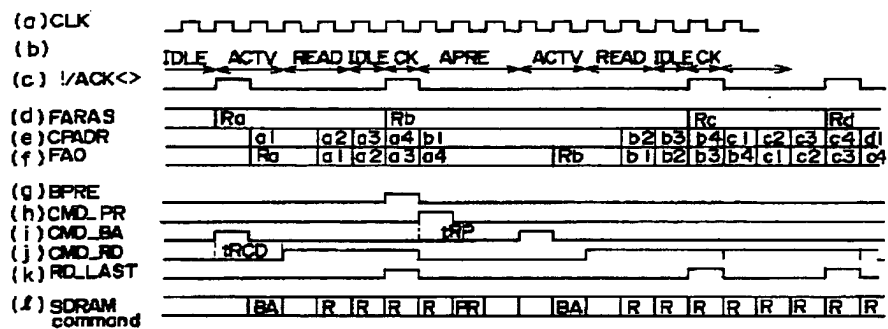 (a) CLK
(b)
IDLE ACTV READ IDLE CK APRE ACTV READ IDLE CK
(c) !/ACK<>
(d) FARAS Ra Rb Rc Rd
(e) CPADR a1 a2 a3 a4 b1 b2 b3 b4 c1 c2 c3 c4 d1
(f) FAO Ra a1 a2 a3 a4 Rb b1 b2 b3 b4 c1 c2 c3 c4
(g) BPRE
(h) CMD_PR
tRP
(i) CMD_BA
(j) CMD_RD tRCD
(k) RD_LAST
(l) SDRAM command BA R R R R PR BA R R R R R R R R